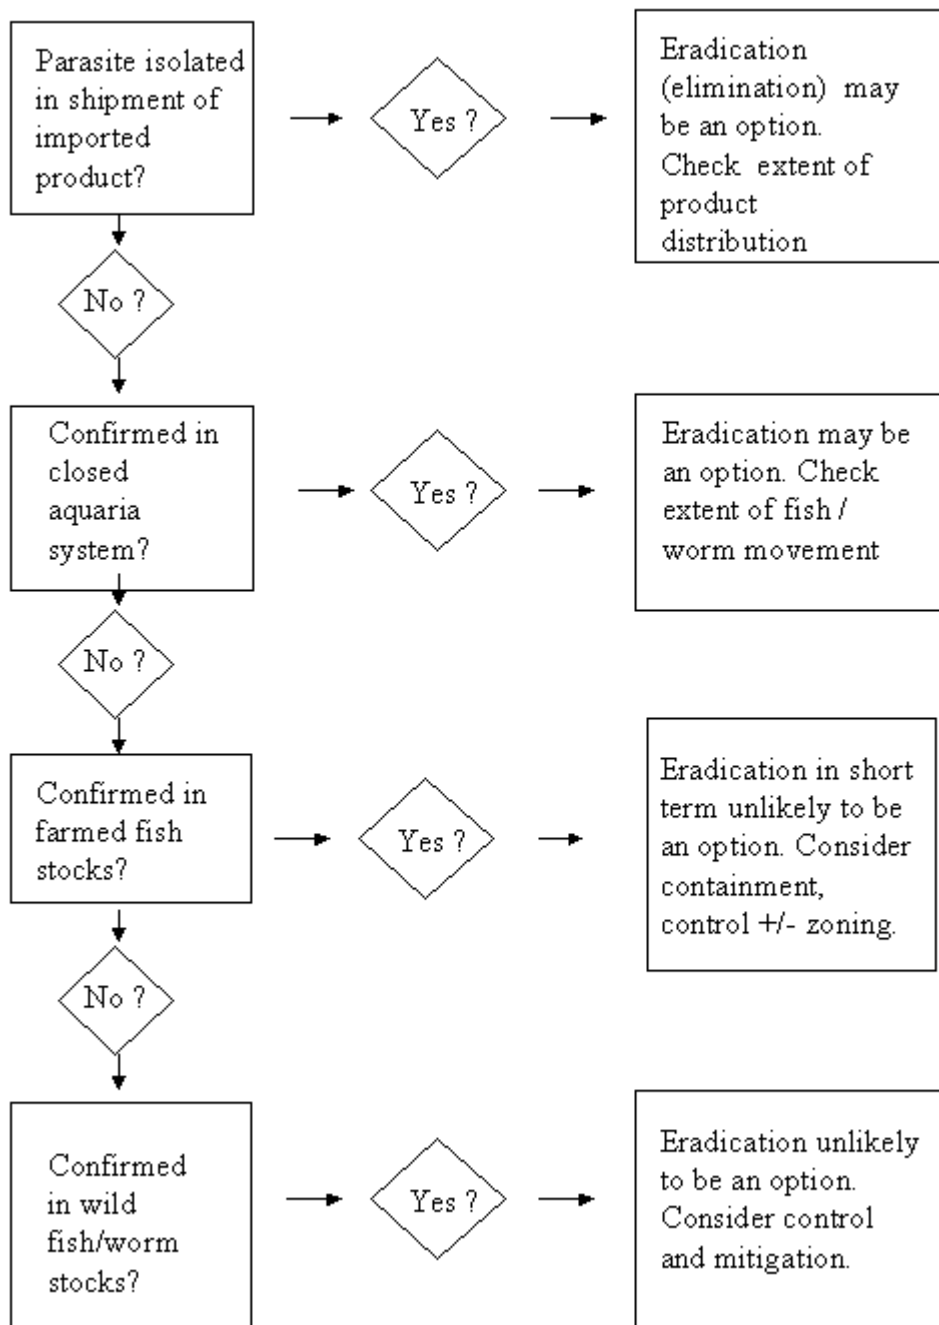 Parasite isolated
in shipment of
imported
product?
Yes ?
Eradication
(elimination) may
be an option.
Check extent of
product
distribution
No ?
Confirmed in
closed
aquaria
system?
Yes ?
Eradication may be
an option. Check
extent of fish /
worm movement
No ?
Confirmed in
farmed fish
stocks?
Yes ?
Eradication in short
term unlikely to be
an option. Consider
containment,
control +/- zoning.
No ?
Confirmed
in wild
fish/worm
stocks?
Yes ?
Eradication unlikely
to be an option.
Consider control
and mitigation.